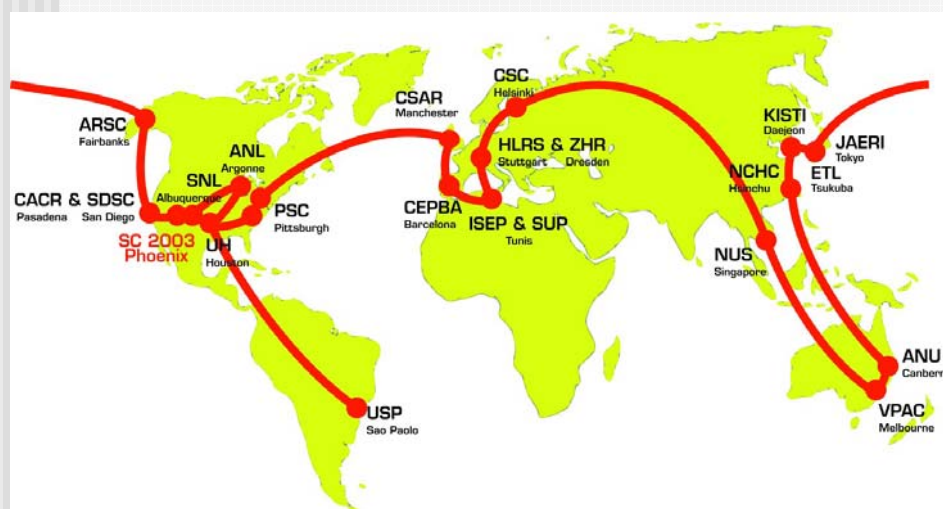 CSC
Helsinki
CSAR
Manchester
ARSC
Fairbanks
KISTI
Daejeon
JAERI
Tokyo
ETL
Tsukuba
HLRS & ZHR
Stuttgart Dresden
ANL
Argonne
SNL
Albuquerque
NCHC
Hsinchu
CACR & SDSC
Pasadena San Diego
PSC
Pittsburgh
CEPBA
Barcelona
ISEP & SUP
Tunis
SC 2003
Phoenix
UH
Houston
NUS
Singapore
ANU
Canberr
USP
Sao Paolo
VPAC
Melbourne